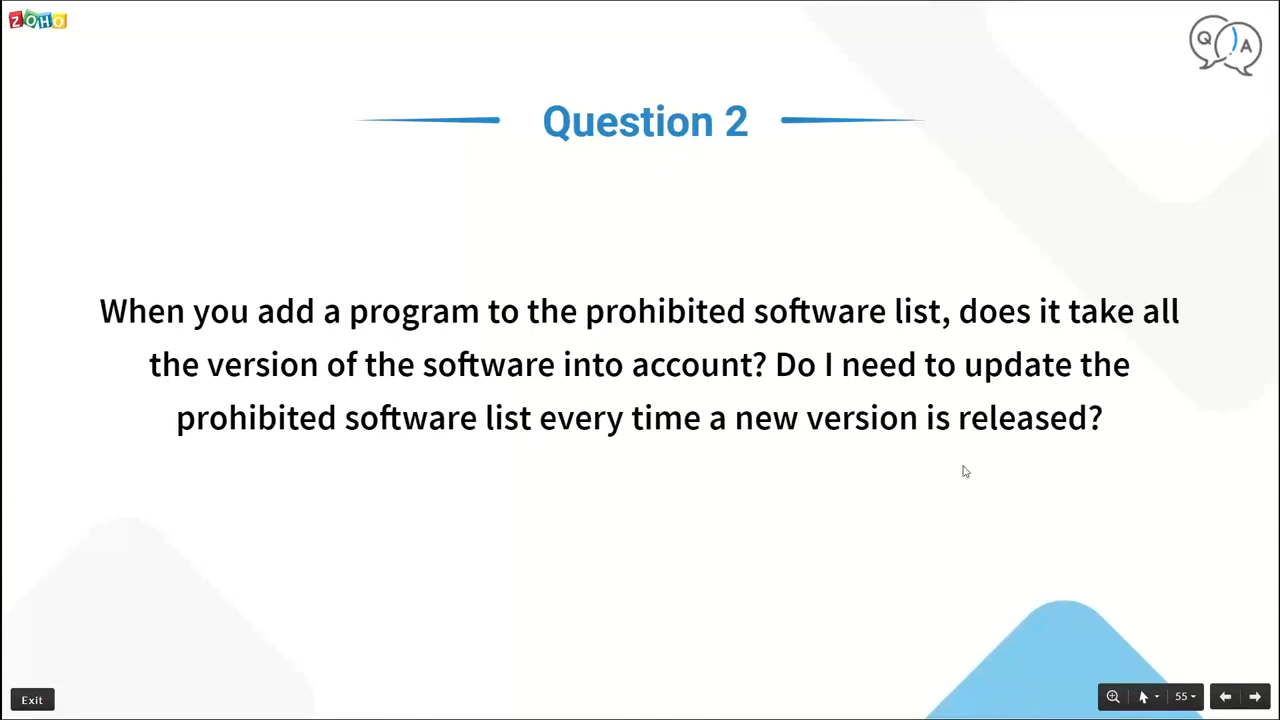 ZOHO
Q A
Question 2
When you add a program to the prohibited software list, does it take all
the version of the software into account? Do I need to update the
prohibited software list every time a new version is released?
Exit
55